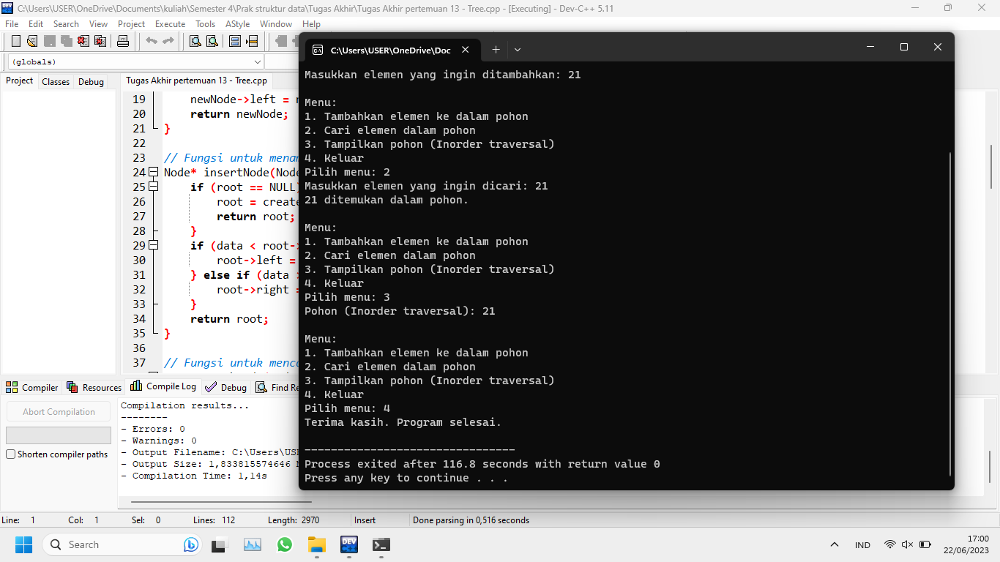 C:\Users\USER\OneDrive\Documents\kuliah\Semester 4\Prak struktur data\Tugas Akhir\Tugas Akhir pertemuan 13 - Tree.cpp - [Executing] - Dev-C++ 5.11
File Edit Search View Project Execute Tools AStyle Window Help
(globals)
Project Classes Debug
Tugas Akhir pertemuan 13 - Tree.cpp
19 newNode->left =
20 return newNode;
21 }
22
23 // Fungsi untuk
24 Node* insertNode(Node
25 if (root == NULL)
26 root =
27 return root;
28 }
29 if (data < root-
30 root->left =
31 } else if (data >
32 root->right =
33 }
34 return root;
35 }
36
37 // Fungsi untuk
Compiler Resources Compile Log Debug Find
Abort Compilation
Shorten compiler paths
Compilation results...
--------
- Errors: 0
- Warnings: 0
- Output Filename: C:\Users\
- Output Size: 1,833815574646
- Compilation Time: 1,14s
C:\Users\USER\OneDrive\Doc
Masukkan elemen yang ingin ditambahkan: 21
Menu:
1. Tambahkan elemen ke dalam pohon
2. Cari elemen dalam pohon
3. Tampilkan pohon (Inorder traversal)
4. Keluar
Pilih menu: 2
Masukkan elemen yang ingin dicari: 21
21 ditemukan dalam pohon.
Menu:
1. Tambahkan elemen ke dalam pohon
2. Cari elemen dalam pohon
3. Tampilkan pohon (Inorder traversal)
4. Keluar
Pilih menu: 3
Pohon (Inorder traversal): 21
Menu:
1. Tambahkan elemen ke dalam pohon
2. Cari elemen dalam pohon
3. Tampilkan pohon (Inorder traversal)
4. Keluar
Pilih menu: 4
Terima kasih. Program selesai.
--------------------------------
Process exited after 116.8 seconds with return value 0
Press any key to continue . . .
Line: 1 Col: 1 Sel: 0 Lines: 112 Length: 2970 Insert Done parsing in 0,516 seconds
Search
DEV
IND
17:00
22/06/2023